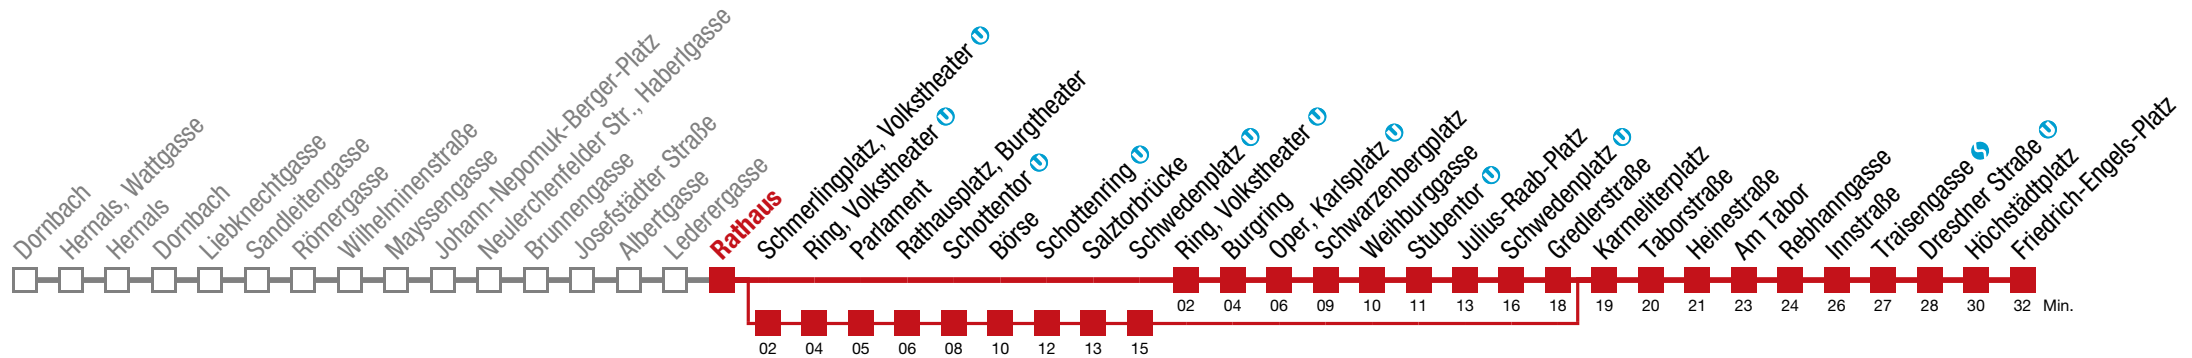 Dornbach
Hernals, Wattgasse
Hernals
Dornbach
Liebknechtgasse
Sandleitengasse
Römergasse
Wilhelminenstraße
Mayssengasse
Johann-Nepomuk-Berger-Platz
Neulerchenfelder Str., Haberlgasse
Brunnengasse
Josefstädter Straße
Albertgasse
Lederergasse
Rathaus
Schmerlingplatz, Volkstheater U
Ring, Volkstheater U
Parlament
Rathausplatz, Burgtheater
Schottentor U
Börse
Schottenring U
Salztorbrücke
Schwedenplatz U
Ring, Volkstheater U
Burgring
Oper, Karlsplatz U
Schwarzenbergplatz
Weihburggasse
Stubentor U
Julius-Raab-Platz
Schwedenplatz U
Gredlerstraße
Karmeliterplatz
Taborstraße
Heinestraße
Am Tabor
Rebhanngasse
Innstraße
Traisengasse S
Dresdner Straße U
Höchstädtplatz
Friedrich-Engels-Platz
02 04 06 09 10 11 13 16 18 19 20 21 23 24 26 27 28 30 32 Min.
02 04 05 06 08 10 12 13 15